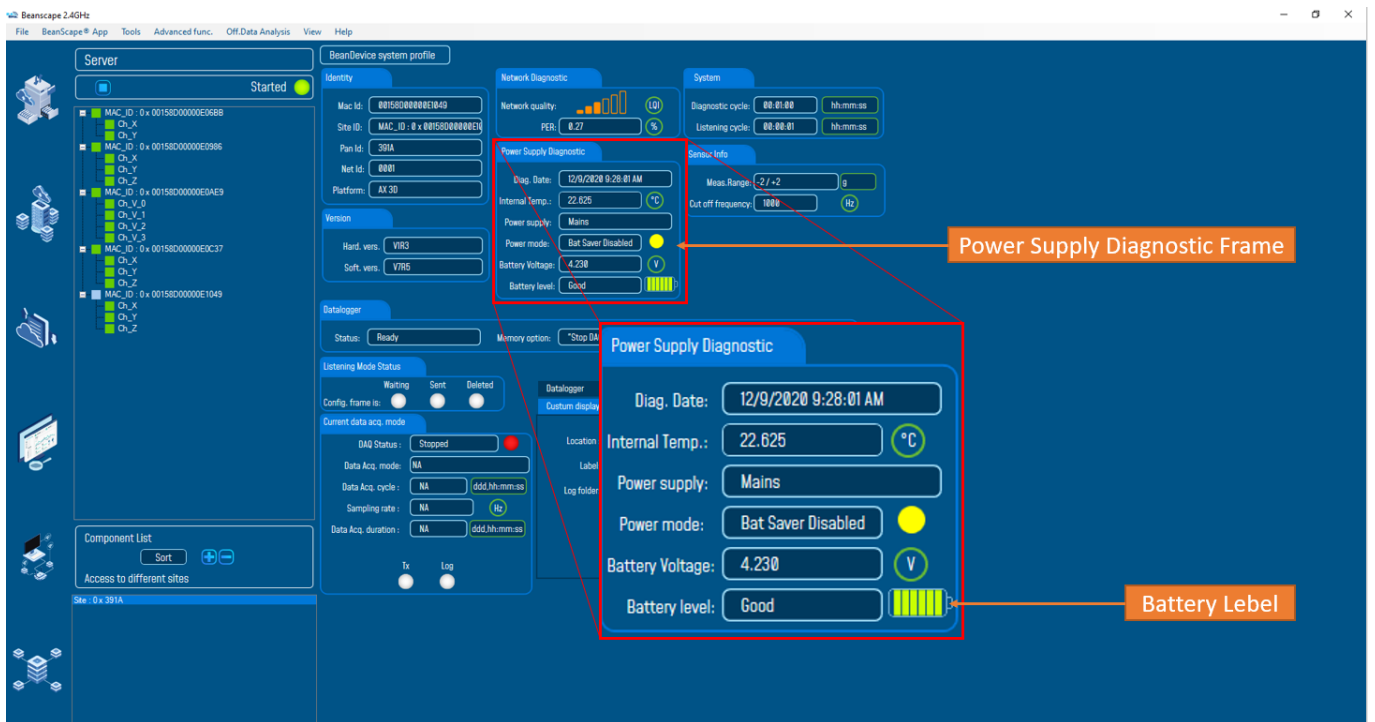 Beanscape 2.4GHz
File BeanScape® App Tools Advanced func. Off.Data Analysis View Help
Server
Started
MAC_ID : 0 x 00158D00000E06BB
Ch_X
Ch_Y
MAC_ID : 0 x 00158D00000E0986
Ch_X
Ch_Y
Ch_Z
MAC_ID : 0 x 00158D00000E0AE9
Ch_V_0
Ch_V_1
Ch_V_2
Ch_V_3
MAC_ID : 0 x 00158D00000E0C37
Ch_X
Ch_Y
Ch_Z
MAC_ID : 0 x 00158D00000E1049
Ch_X
Ch_Y
Ch_Z
Component List
Sort
Access to different sites
Site : 0 x 391A
BeanDevice system profile
Identity
Mac Id: 00158D00000E1049
Site ID: MAC_ID : 0 x 00158D00000E10
Pan Id: 391A
Net Id: 0001
Platform: AX 3D
Version
Hard. vers. V1R3
Soft. vers. V7R5
Network Diagnostic
Network quality: LQI
PER: 0.27 %
Power Supply Diagnostic
Diag. Date: 12/9/2020 9:28:01 AM
Internal Temp.: 22.625 °C
Power supply: Mains
Power mode: Bat Saver Disabled
Battery Voltage: 4.230 V
Battery level: Good
System
Diagnostic cycle: 00:01:00 hh:mm:ss
Listening cycle: 00:00:01 hh:mm:ss
Sensor Info
Meas.Range: -2 / +2 g
Cut off frequency: 1000 Hz
Power Supply Diagnostic Frame
Datalogger
Status: Ready Memory option: "Stop DA
Listening Mode Status
Waiting Sent Deleted
Config. frame is:
Current data acq. mode
DAQ Status : Stopped
Data Acq. mode: NA
Data Acq. cycle : NA ddd,hh:mm:ss
Sampling rate : NA Hz
Data Acq. duration : NA ddd,hh:mm:ss
Tx Log
Datalogger
Custum display
Location
Label
Log folder
Power Supply Diagnostic
Diag. Date: 12/9/2020 9:28:01 AM
Internal Temp.: 22.625 °C
Power supply: Mains
Power mode: Bat Saver Disabled
Battery Voltage: 4.230 V
Battery level: Good
Battery Lebel